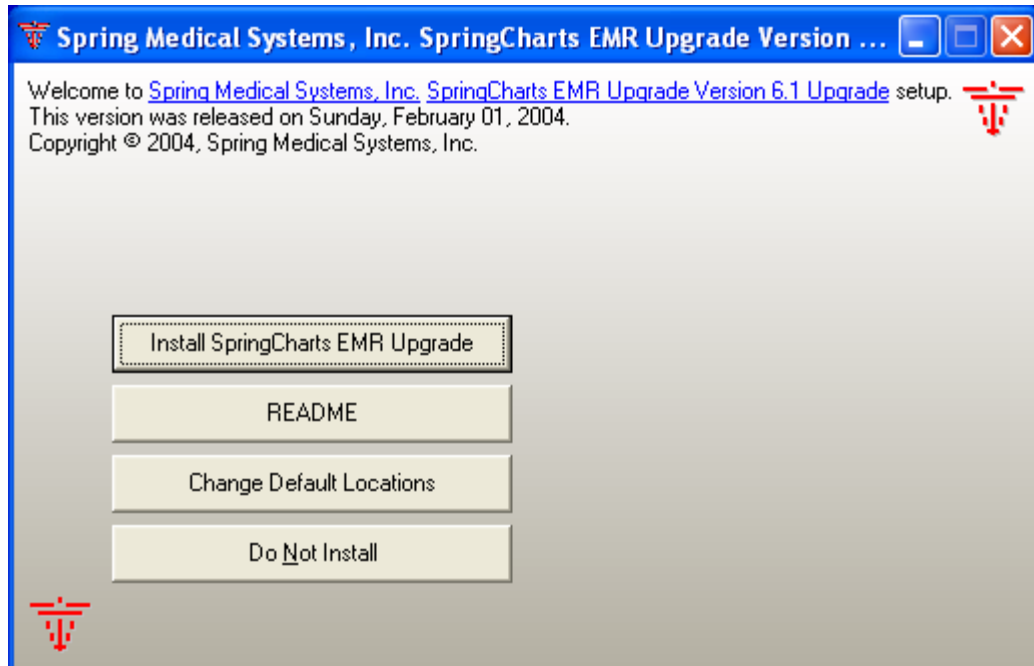 Spring Medical Systems, Inc. SpringCharts EMR Upgrade Version ...
Welcome to Spring Medical Systems, Inc. SpringCharts EMR Upgrade Version 6.1 Upgrade setup.
This version was released on Sunday, February 01, 2004.
Copyright © 2004, Spring Medical Systems, Inc.
Install SpringCharts EMR Upgrade
README
Change Default Locations
Do Not Install